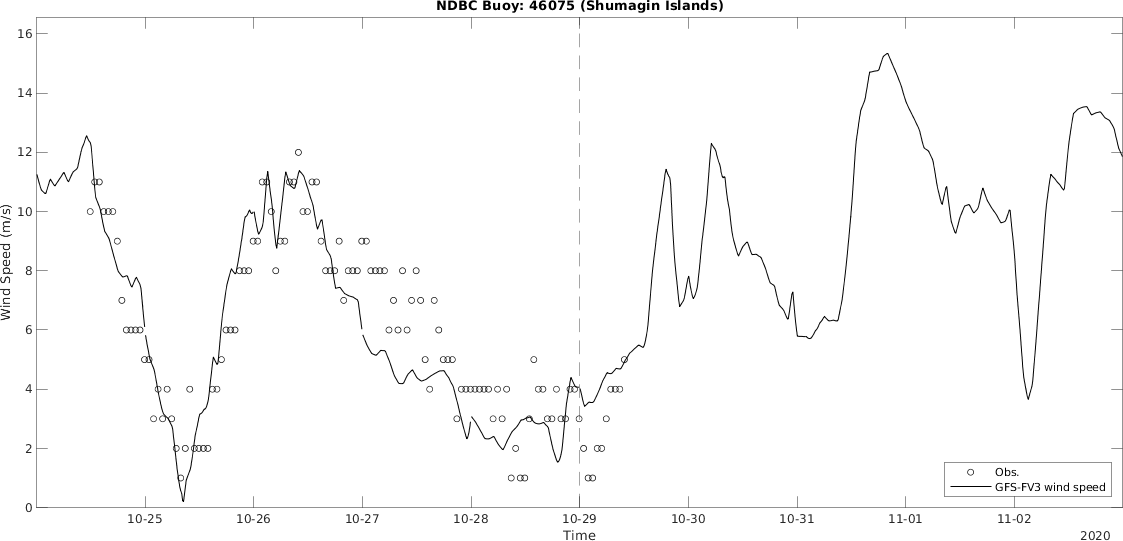 NDBC Buoy: 46075 (Shumagin Islands)
Wind Speed (m/s)
16
14
12
10
8
6
4
2
0
Obs.
GFS-FV3 wind speed
10-25 10-26 10-27 10-28 10-29 10-30 10-31 11-01 11-02
Time
2020